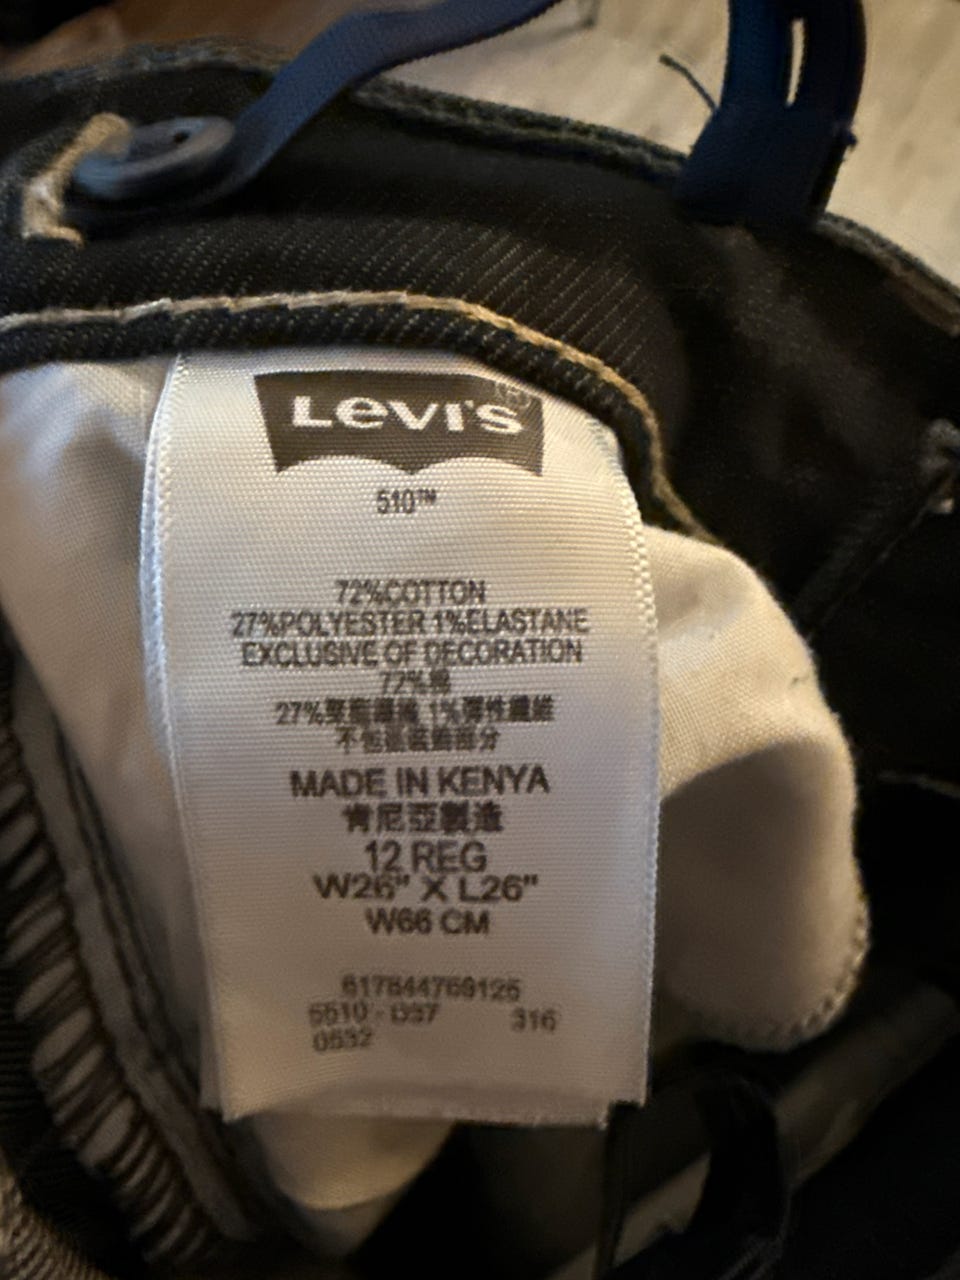 LEVI'S®
510™
72%COTTON
27%POLYESTER 1%ELASTANE
EXCLUSIVE OF DECORATION
72%棉
27%聚酯纖維 1%彈性纖維
不包括裝飾部分
MADE IN KENYA
肯尼亞製造
12 REG
W26" X L26"
W66 CM
617844769126
5510 - D37 316
0532